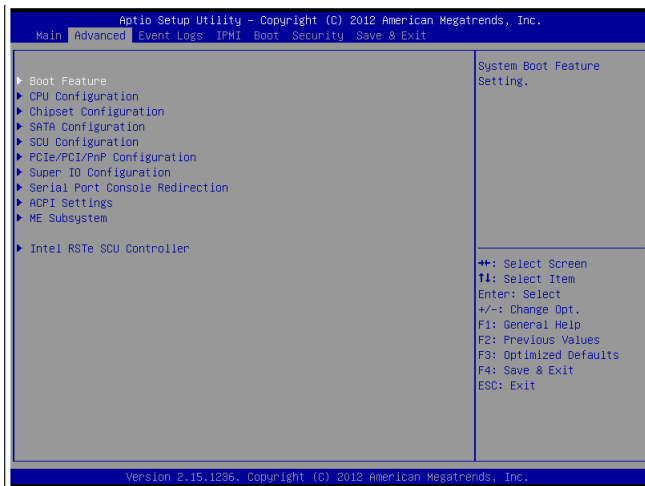 Aptio Setup Utility – Copyright (C) 2012 American Megatrends, Inc.
Main Advanced Event Logs IPMI Boot Security Save & Exit
Boot Feature
CPU Configuration
Chipset Configuration
SATA Configuration
SCU Configuration
PCIe/PCI/PnP Configuration
Super IO Configuration
Serial Port Console Redirection
ACPI Settings
ME Subsystem
Intel RSTe SCU Controller
System Boot Feature
Setting.
→←: Select Screen
↑↓: Select Item
Enter: Select
+/-: Change Opt.
F1: General Help
F2: Previous Values
F3: Optimized Defaults
F4: Save & Exit
ESC: Exit
Version 2.15.1236. Copyright (C) 2012 American Megatrends, Inc.